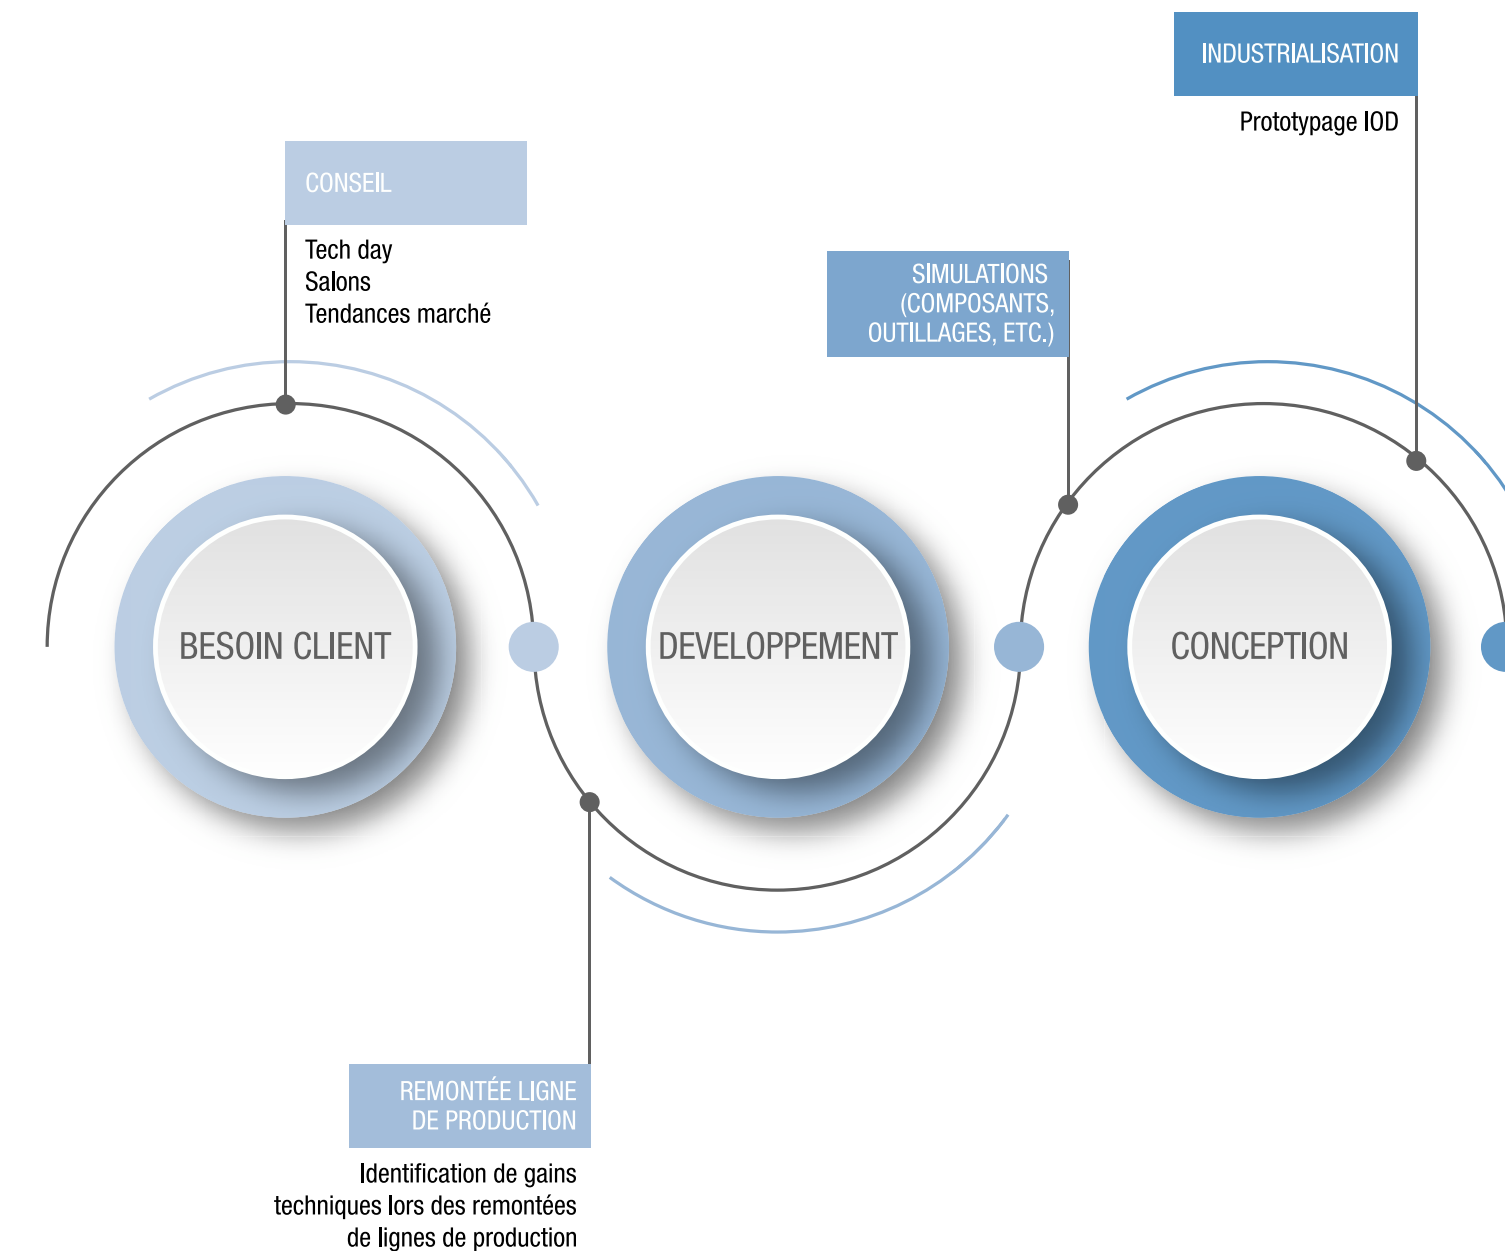 INDUSTRIALISATION
Prototypage IOD
CONSEIL
Tech day
Salons
Tendances marché
SIMULATIONS
(COMPOSANTS,
OUTILLAGES, ETC.)
BESOIN CLIENT
DEVELOPPEMENT
CONCEPTION
REMONTÉE LIGNE
DE PRODUCTION
Identification de gains
techniques lors des remontées
de lignes de production